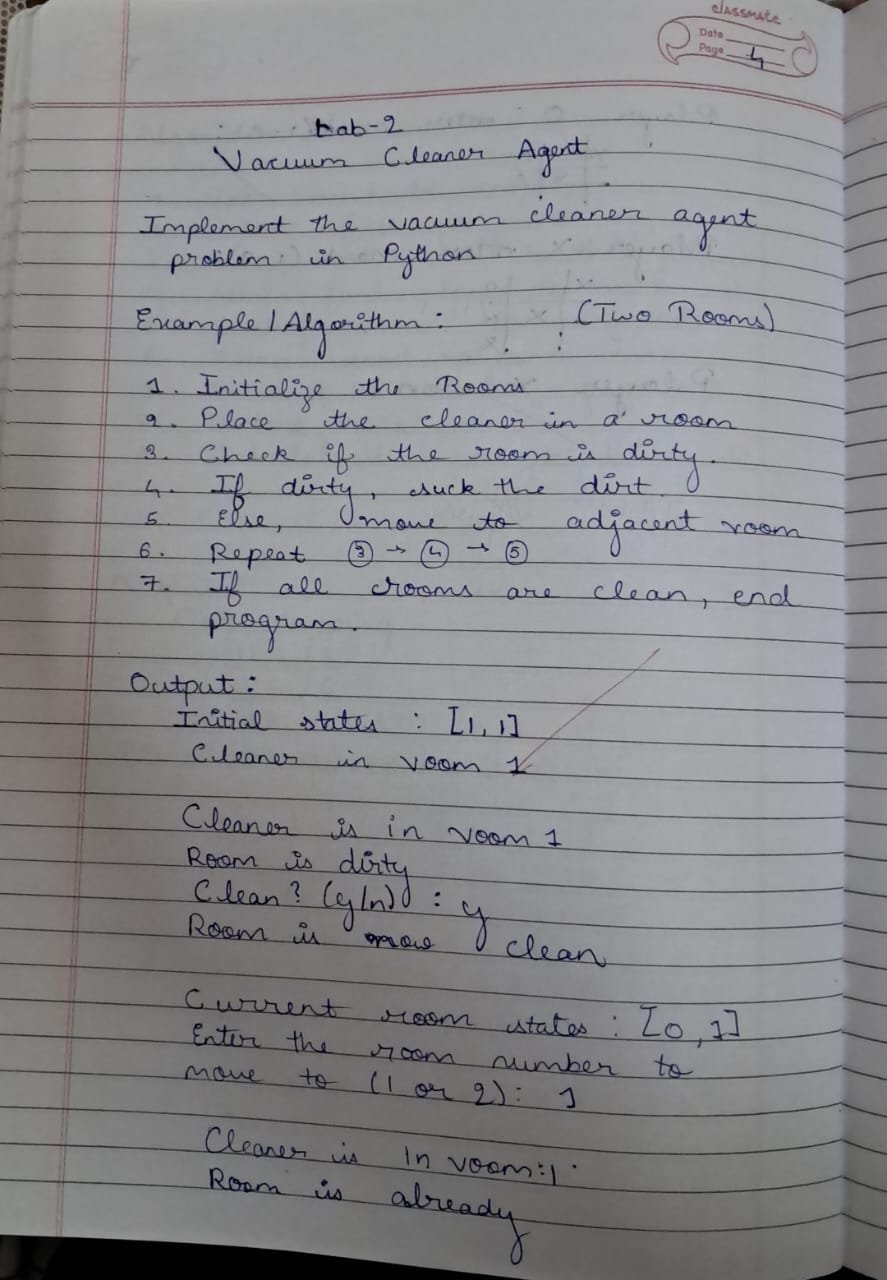 classmate
Date
Page 4
Lab-2
Vacuum Cleaner Agent
Implement the vacuum cleaner agent
problem in Python
Example / Algorithm : (Two Rooms)
1. Initialize the Rooms
2. Place the cleaner in a room
3. Check if the room is dirty.
4. If dirty, suck the dirt.
5. Else, move to adjacent room
6. Repeat ③ → ④ → ⑤
7. If all rooms are clean, end
program.
Output :
Initial states : [1, 1]
Cleaner in room 1
Cleaner is in room 1
Room is dirty
Clean? (y/n) : y
Room is now clean
Current room states : [0, 1]
Enter the room number to
move to (1 or 2) : 1
Cleaner is in room : 1
Room is already